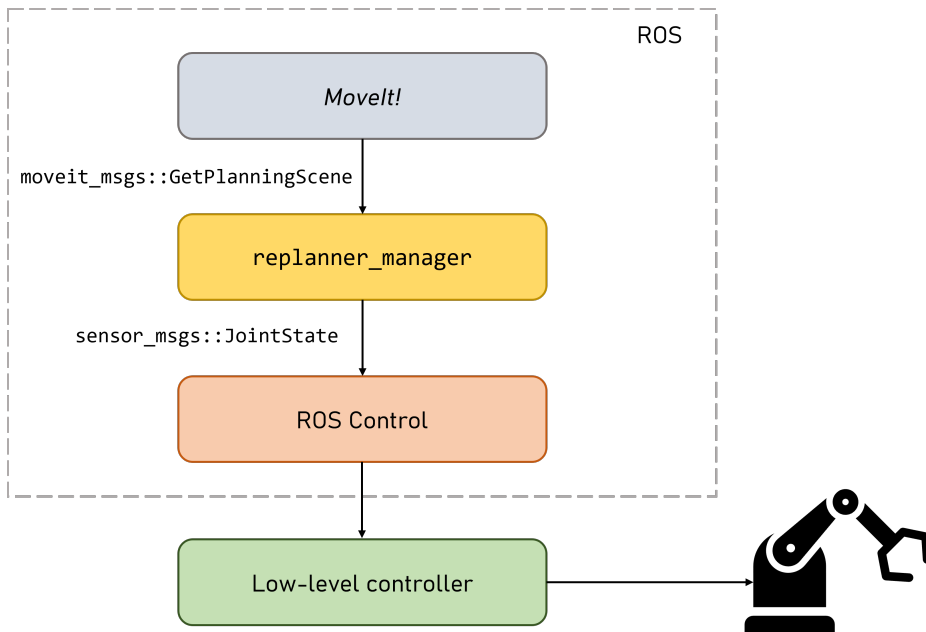 ROS
MoveIt!
moveit_msgs::GetPlanningScene
replanner_manager
sensor_msgs::JointState
ROS Control
Low-level controller